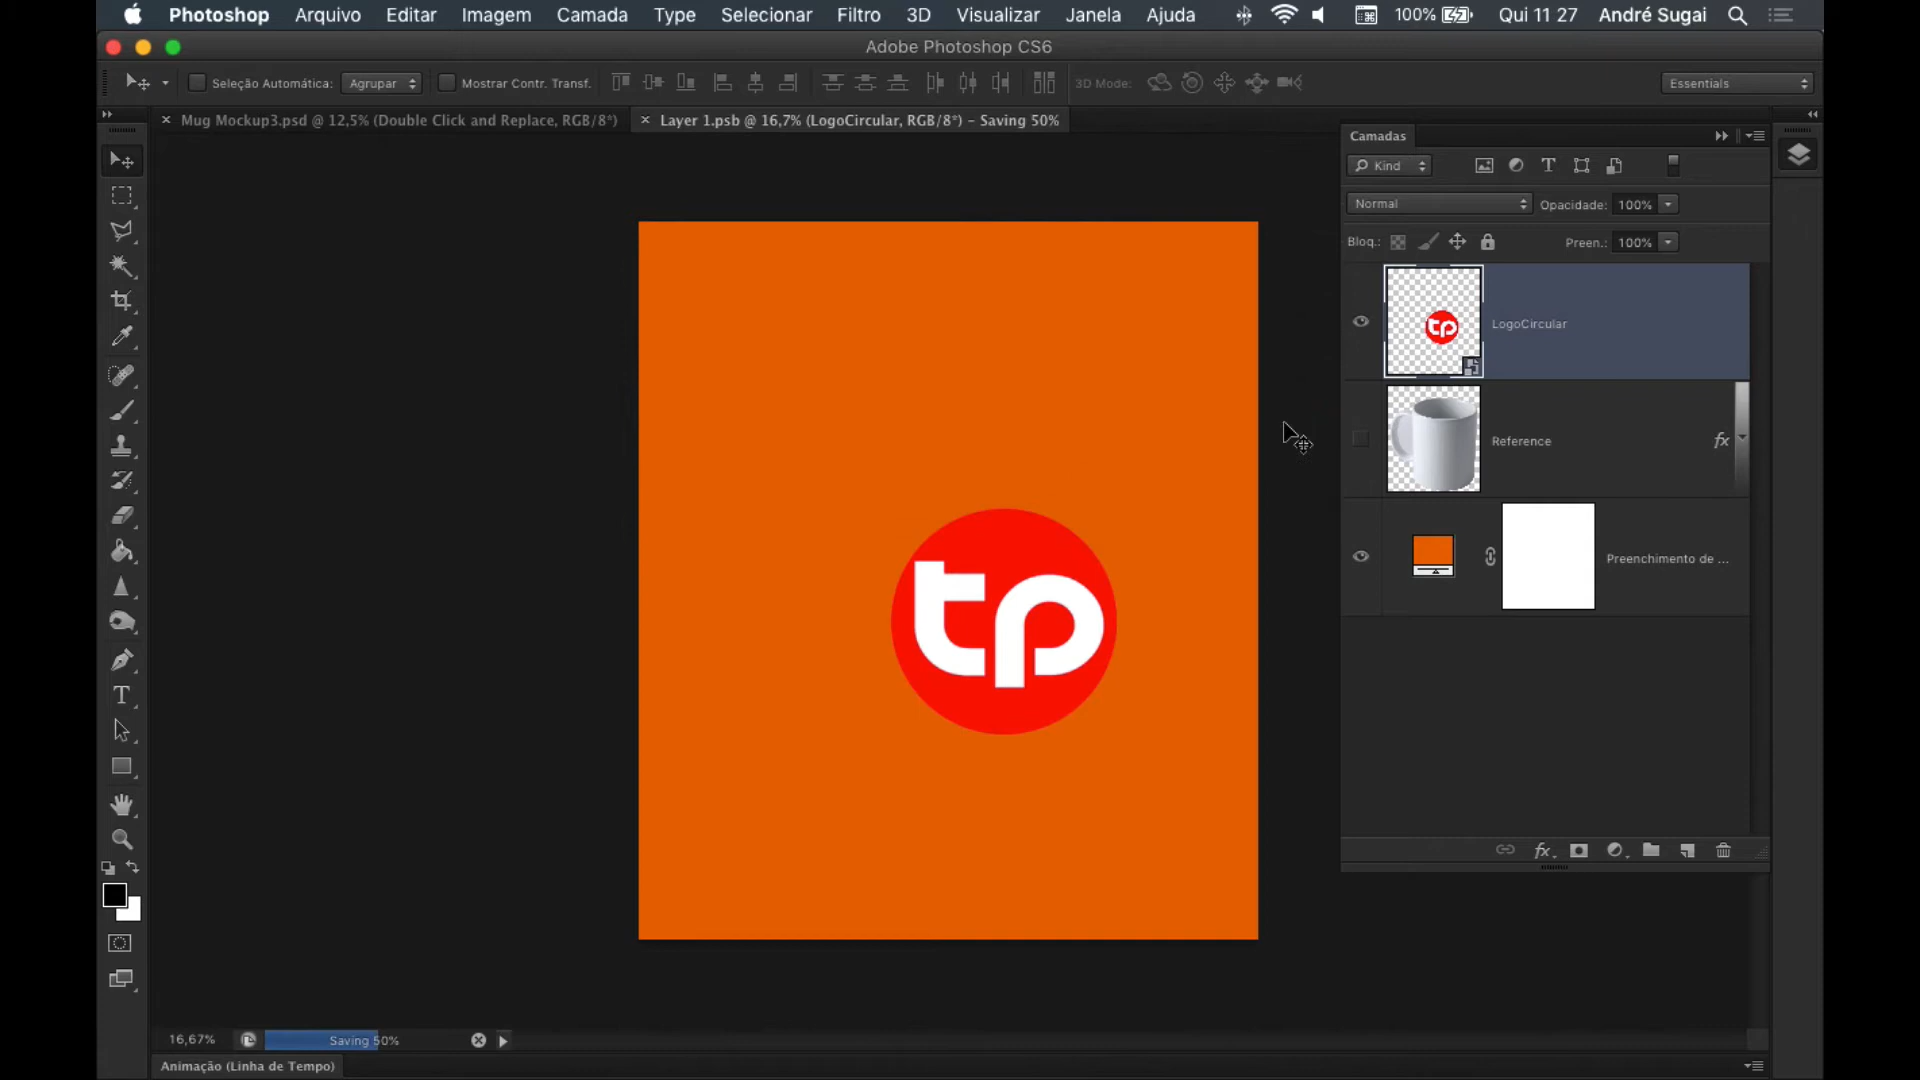 Photoshop Arquivo Editar Imagem Camada Type Selecionar Filtro 3D Visualizar Janela Ajuda 100% Qui 11 27 André Sugai
Adobe Photoshop CS6
Seleção Automática: Agrupar Mostrar Contr. Transf. 3D Mode: Essentials
Mug Mockup3.psd @ 12,5% (Double Click and Replace, RGB/8*) Layer 1.psb @ 16,7% (LogoCircular, RGB/8*) – Saving 50%
Camadas
Kind
Normal Opacidade: 100%
Bloq.: Preen.: 100%
LogoCircular
Reference fx
Preenchimento de ...
tp
fx
16,67% Saving 50%
Animação (Linha de Tempo)